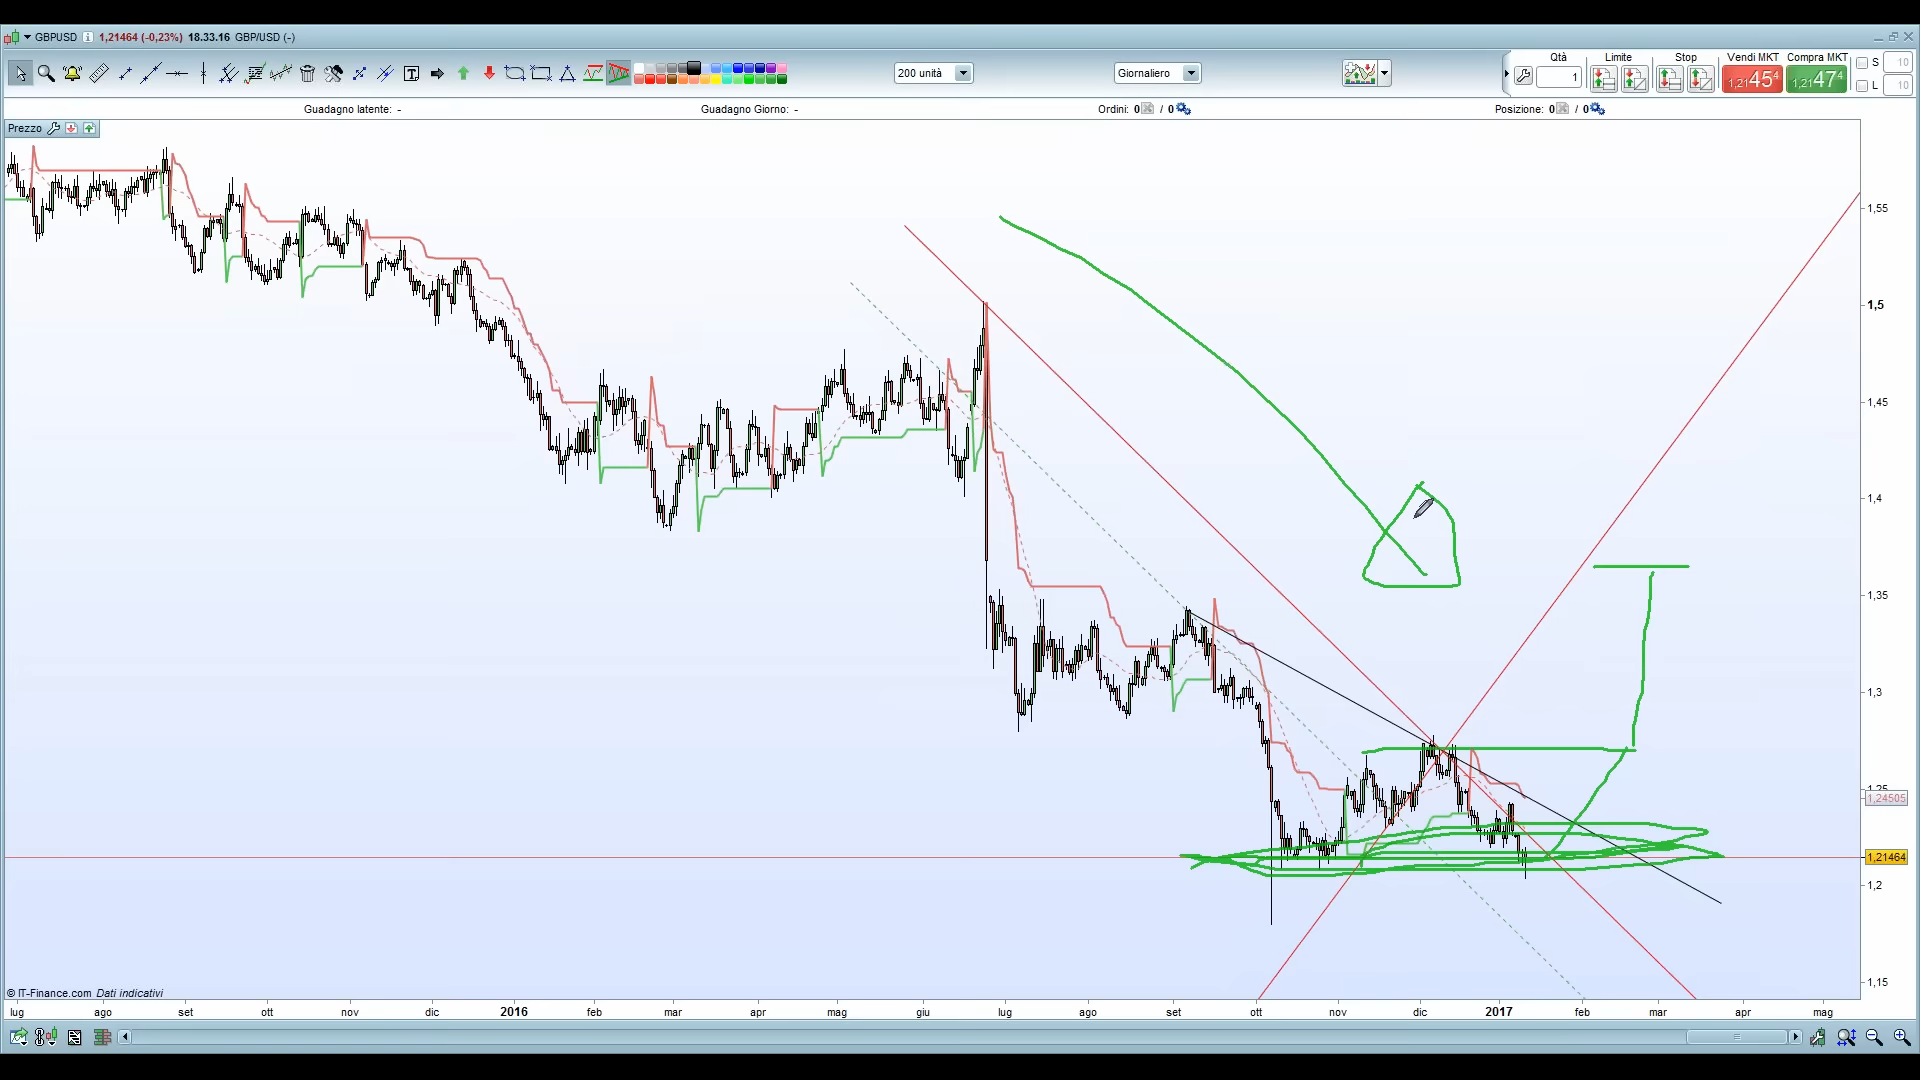 GBPUSD 1,21464 (-0,23%) 18.33.16 GBP/USD (-)
200 unità
Giornaliero
Qtà Limite Stop Vendi MKT Compra MKT
1
1,21454
1,21474
S 10
L 10
Guadagno latente: - Guadagno Giorno: - Ordini: 0 / 0 Posizione: 0 / 0
Prezzo
1,55
1,5
1,45
1,4
1,35
1,3
1,25
1,24505
1,21464
1,2
1,15
© IT-Finance.com Dati indicativi
lug ago set ott nov dic 2016 feb mar apr mag giu lug ago set ott nov dic 2017 feb mar apr mag